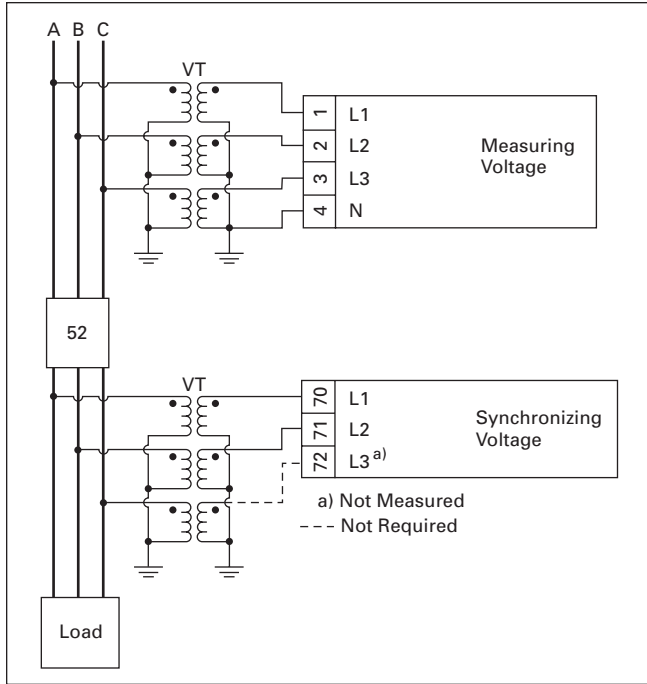 A B C
VT
1 L1
2 L2
3 L3
4 N
Measuring
Voltage
52
VT
70 L1
71 L2
72 L3a)
Synchronizing
Voltage
a) Not Measured
--- Not Required
Load